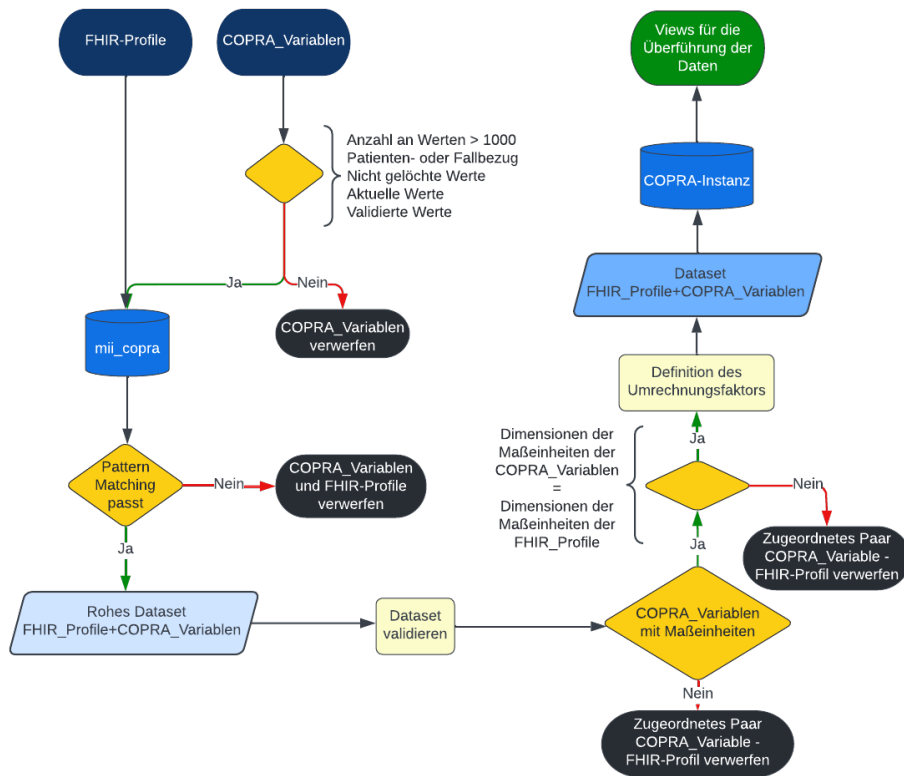 FHIR-Profile
COPRA_Variablen
Anzahl an Werten > 1000
Patienten- oder Fallbezug
Nicht gelöchte Werte
Aktuelle Werte
Validierte Werte
Ja
Nein
COPRA_Variablen
verwerfen
mii_copra
Pattern
Matching
passt
Nein
COPRA_Variablen
und FHIR-Profile
verwerfen
Ja
Rohes Dataset
FHIR_Profile+COPRA_Variablen
Dataset
validieren
COPRA_Variablen
mit Maßeinheiten
Nein
Zugeordnetes Paar
COPRA_Variable -
FHIR-Profil verwerfen
Ja
Dimensionen der
Maßeinheiten der
COPRA_Variablen
=
Dimensionen der
Maßeinheiten der
FHIR_Profile
Nein
Zugeordnetes Paar
COPRA_Variable -
FHIR-Profil verwerfen
Ja
Definition des
Umrechnungsfaktors
Dataset
FHIR_Profile+COPRA_Variablen
COPRA-Instanz
Views für die
Überführung der
Daten